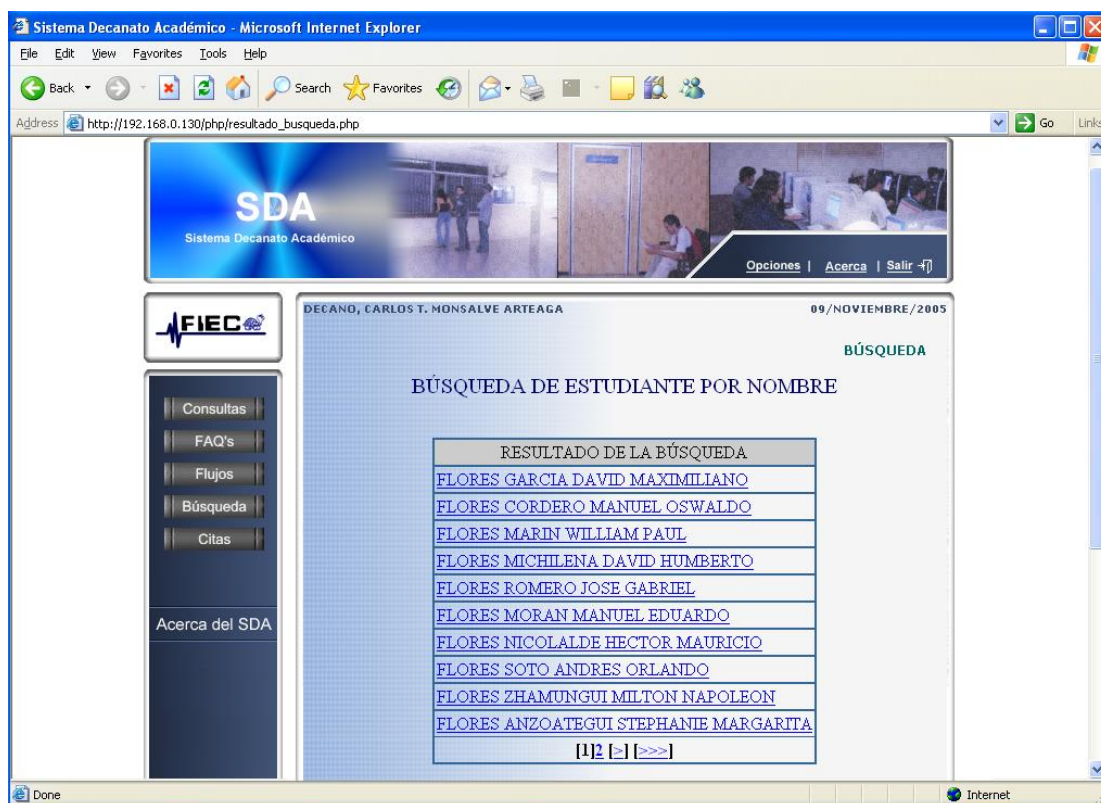 Sistema Decanato Académico - Microsoft Internet Explorer
File Edit View Favorites Tools Help
Back Search Favorites
Address http://192.168.0.130/php/resultado_busqueda.php Go Links
SDA
Sistema Decanato Académico
Opciones | Acerca | Salir
FIEC
DECANO, CARLOS T. MONSALVE ARTEAGA 09/NOVIEMBRE/2005
BÚSQUEDA
BÚSQUEDA DE ESTUDIANTE POR NOMBRE
Consultas
FAQ's
Flujos
Búsqueda
Citas
Acerca del SDA
RESULTADO DE LA BÚSQUEDA
FLORES GARCIA DAVID MAXIMILIANO
FLORES CORDERO MANUEL OSWALDO
FLORES MARIN WILLIAM PAUL
FLORES MICHILENA DAVID HUMBERTO
FLORES ROMERO JOSE GABRIEL
FLORES MORAN MANUEL EDUARDO
FLORES NICOLALDE HECTOR MAURICIO
FLORES SOTO ANDRES ORLANDO
FLORES ZHAMUNGUI MILTON NAPOLEON
FLORES ANZOATEGUI STEPHANIE MARGARITA
[1]2 [>] [>>>]
Done Internet